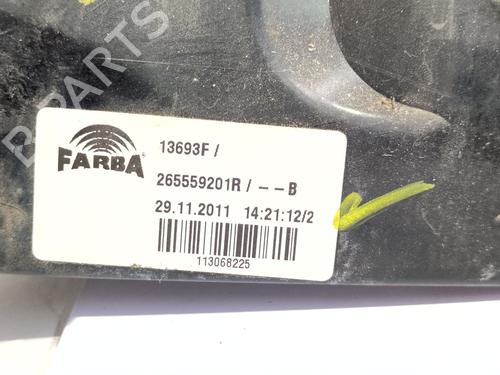 B PARTS
FARBA
13693F /
265559201R / – – B
29.11.2011 14:21:12/2
113068225